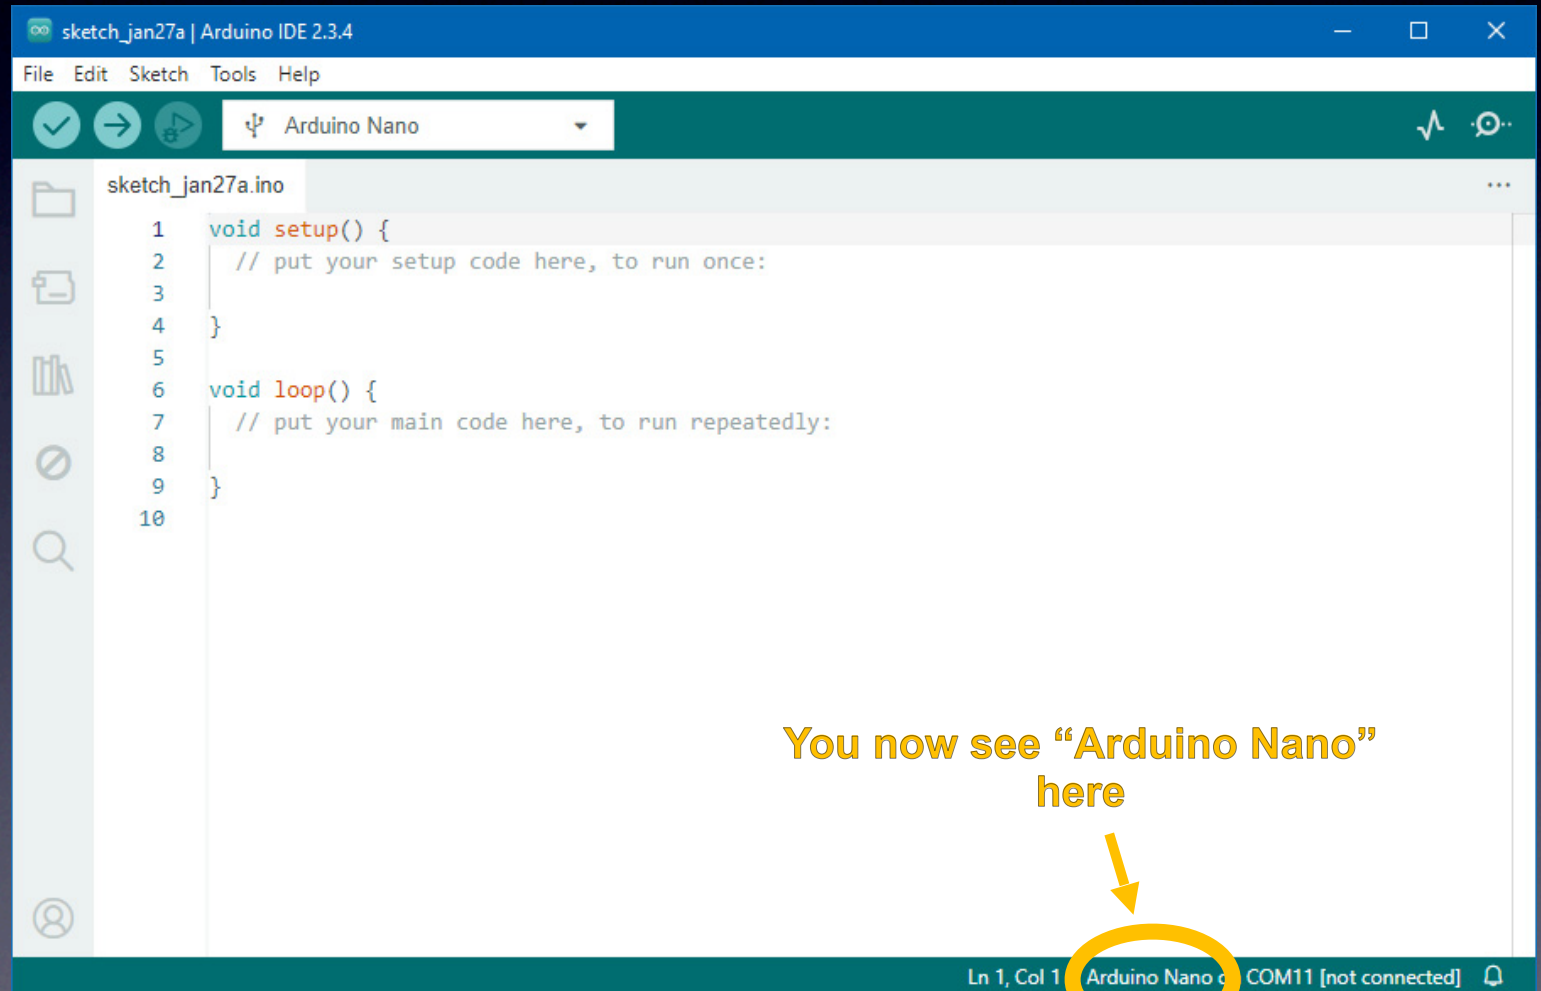 sketch_jan27a | Arduino IDE 2.3.4
File Edit Sketch Tools Help
Arduino Nano
sketch_jan27a.ino
1 void setup() {
2 // put your setup code here, to run once:
3
4 }
5
6 void loop() {
7 // put your main code here, to run repeatedly:
8
9 }
10
You now see “Arduino Nano”
here
Ln 1, Col 1 Arduino Nano COM11 [not connected]